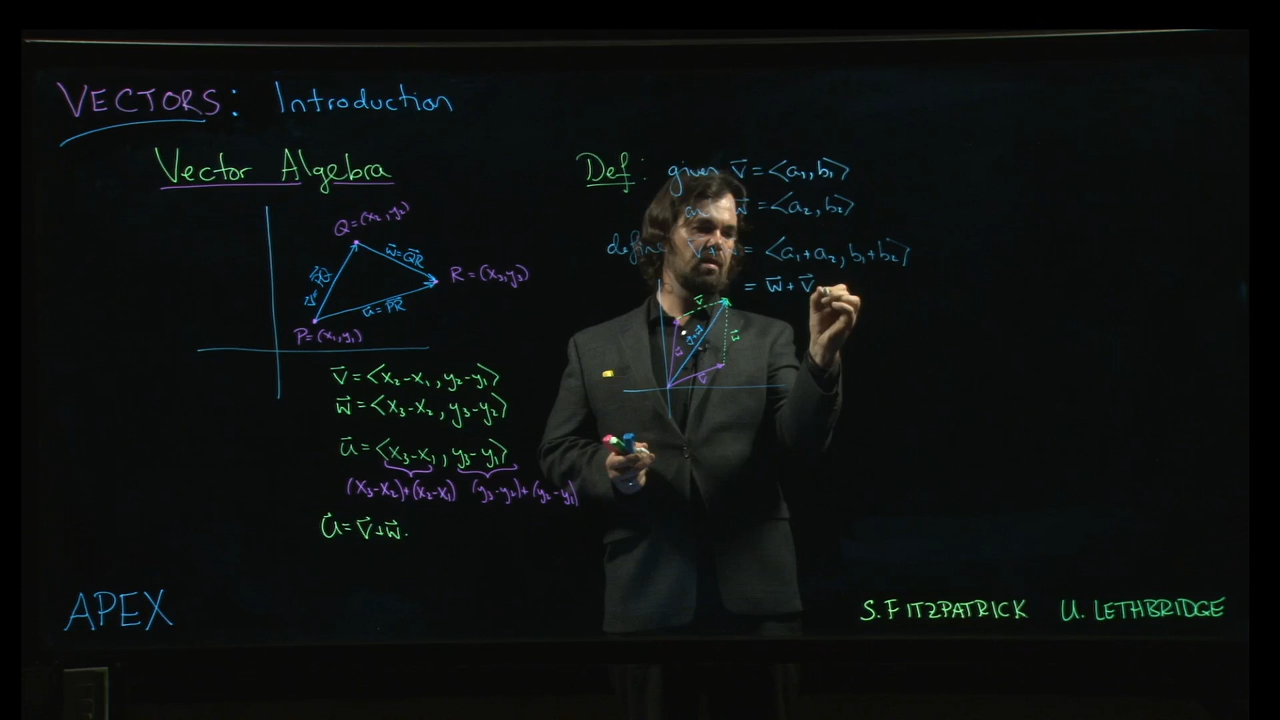 VECTORS: Introduction
Vector Algebra
Q=(x₂,y₂)
v⃗=P⃗Q⃗
w⃗=Q⃗R⃗
R=(x₃,y₃)
u⃗=P⃗R⃗
P=(x₁,y₁)
v⃗=⟨x₂-x₁, y₂-y₁⟩
w⃗=⟨x₃-x₂, y₃-y₂⟩
u⃗=⟨x₃-x₁, y₃-y₁⟩
(x₃-x₂)+(x₂-x₁) (y₃-y₂)+(y₂-y₁)
u⃗=v⃗+w⃗.
Def: given v⃗=⟨a₁,b₁⟩
w⃗=⟨a₂,b₂⟩
define = ⟨a₁+a₂, b₁+b₂⟩
= w⃗+v⃗
v⃗
w⃗
v⃗+w⃗
w⃗
v⃗
APEX
S.FITZPATRICK U. LETHBRIDGE